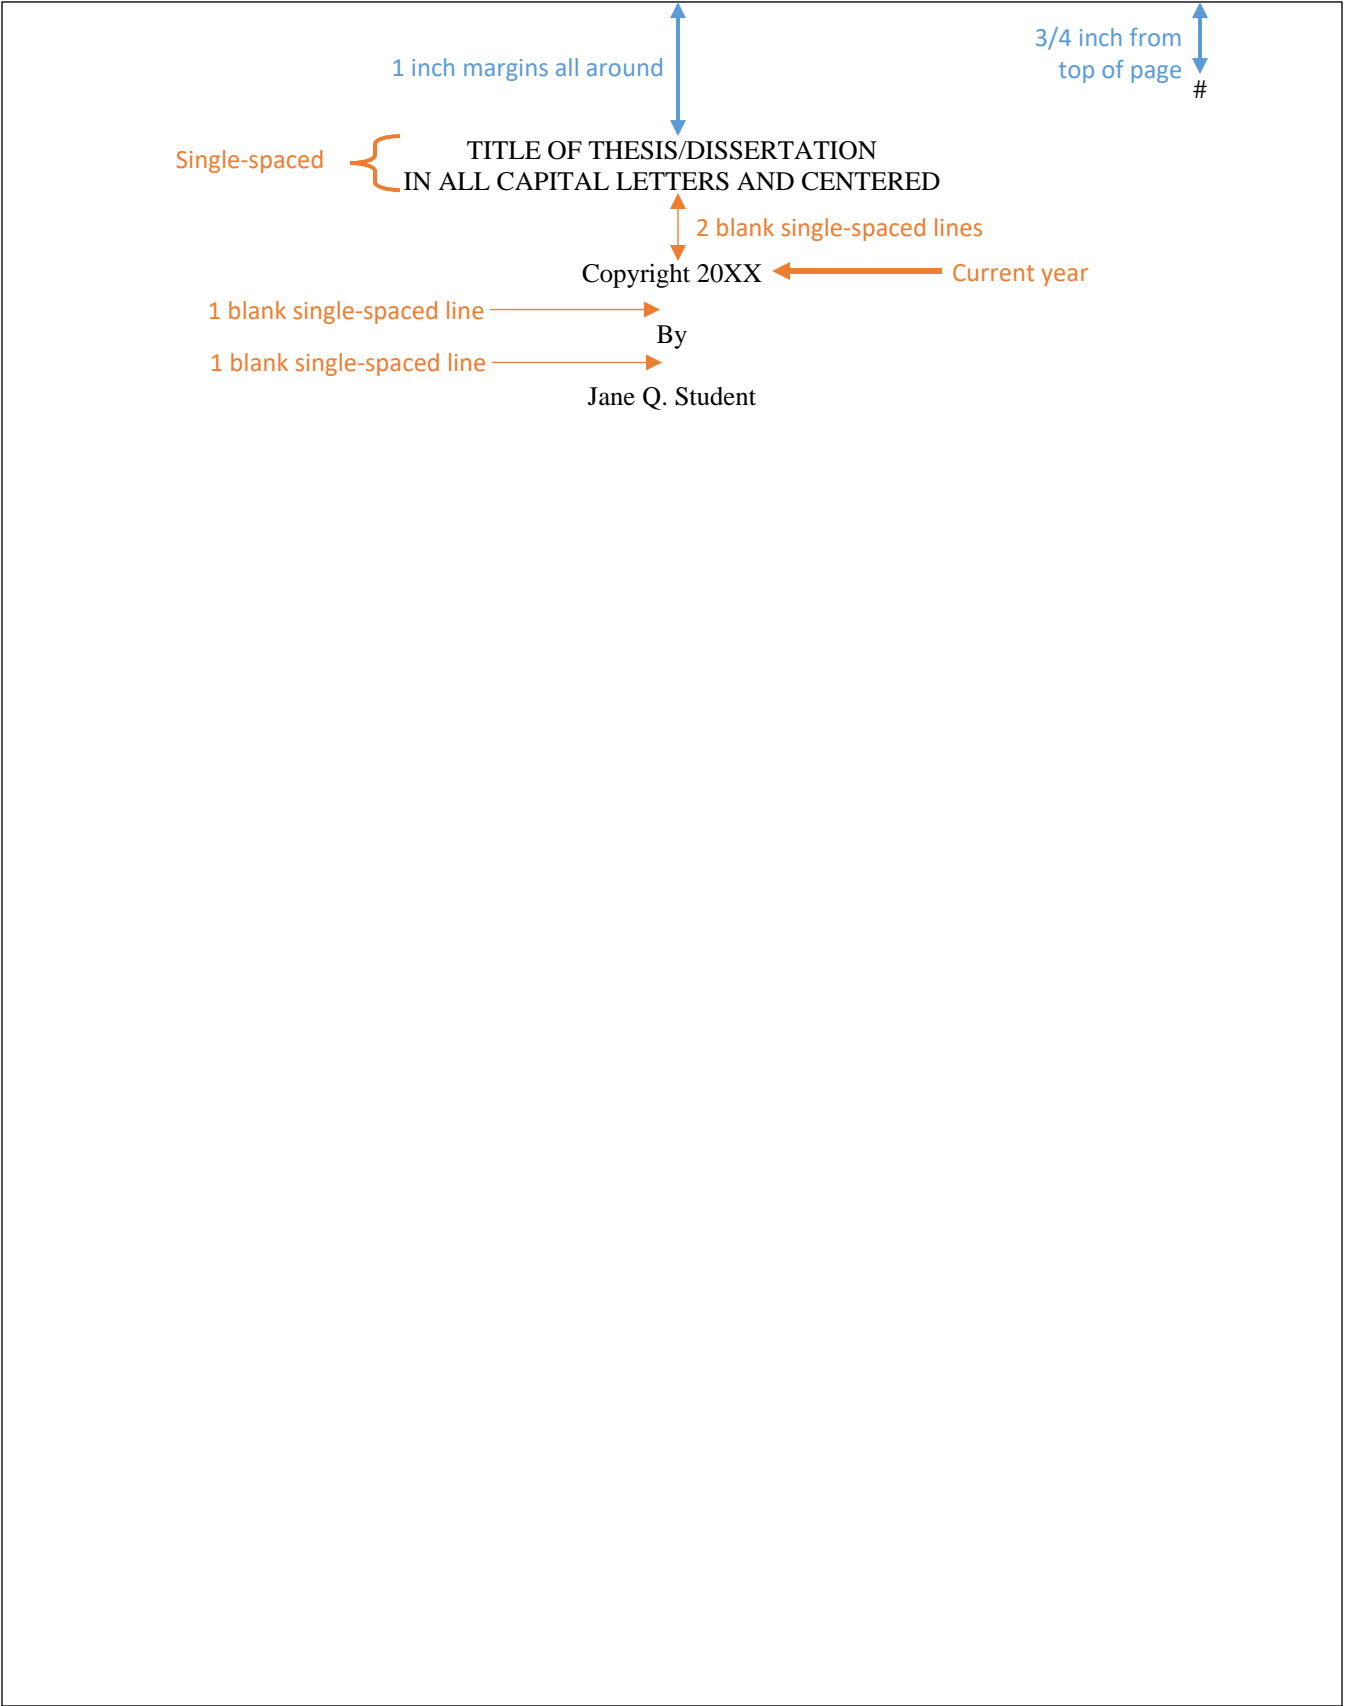 3/4 inch from
top of page
1 inch margins all around
#
Single-spaced
TITLE OF THESIS/DISSERTATION
IN ALL CAPITAL LETTERS AND CENTERED
2 blank single-spaced lines
Copyright 20XX
Current year
1 blank single-spaced line
By
1 blank single-spaced line
Jane Q. Student